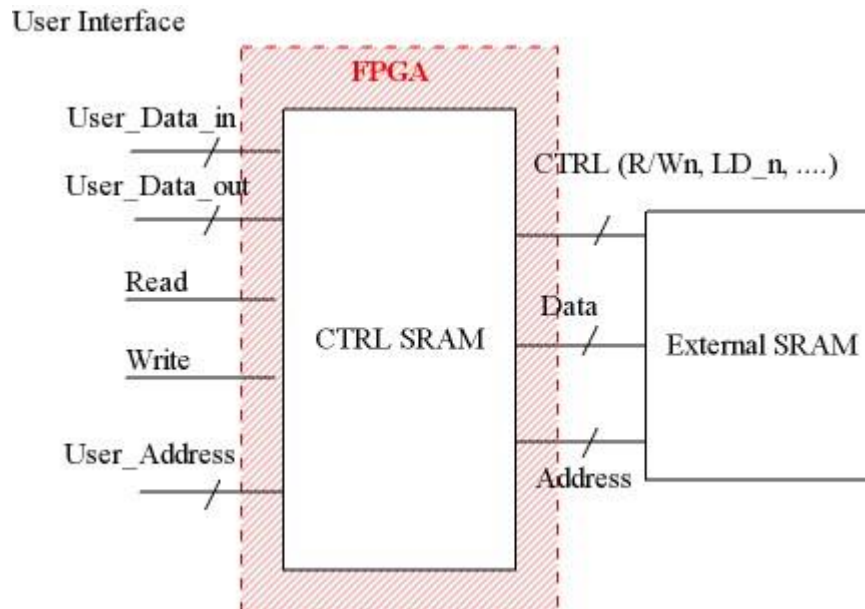 User Interface
FPGA
User_Data_in
User_Data_out
Read
Write
User_Address
CTRL SRAM
CTRL (R/Wn, LD_n, ....)
Data
Address
External SRAM